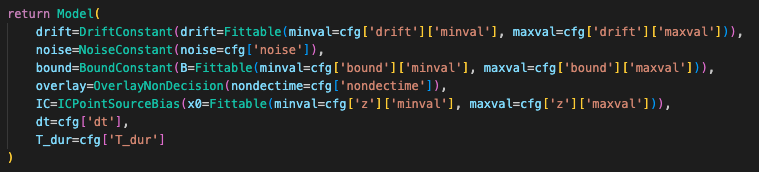 return Model(
    drift=DriftConstant(drift=Fittable(minval=cfg['drift']['minval'], maxval=cfg['drift']['maxval'])),
    noise=NoiseConstant(noise=cfg['noise']),
    bound=BoundConstant(B=Fittable(minval=cfg['bound']['minval'], maxval=cfg['bound']['maxval'])),
    overlay=OverlayNonDecision(nondectime=cfg['nondectime']),
    IC=ICPointSourceBias(x0=Fittable(minval=cfg['z']['minval'], maxval=cfg['z']['maxval'])),
    dt=cfg['dt'],
    T_dur=cfg['T_dur']
)